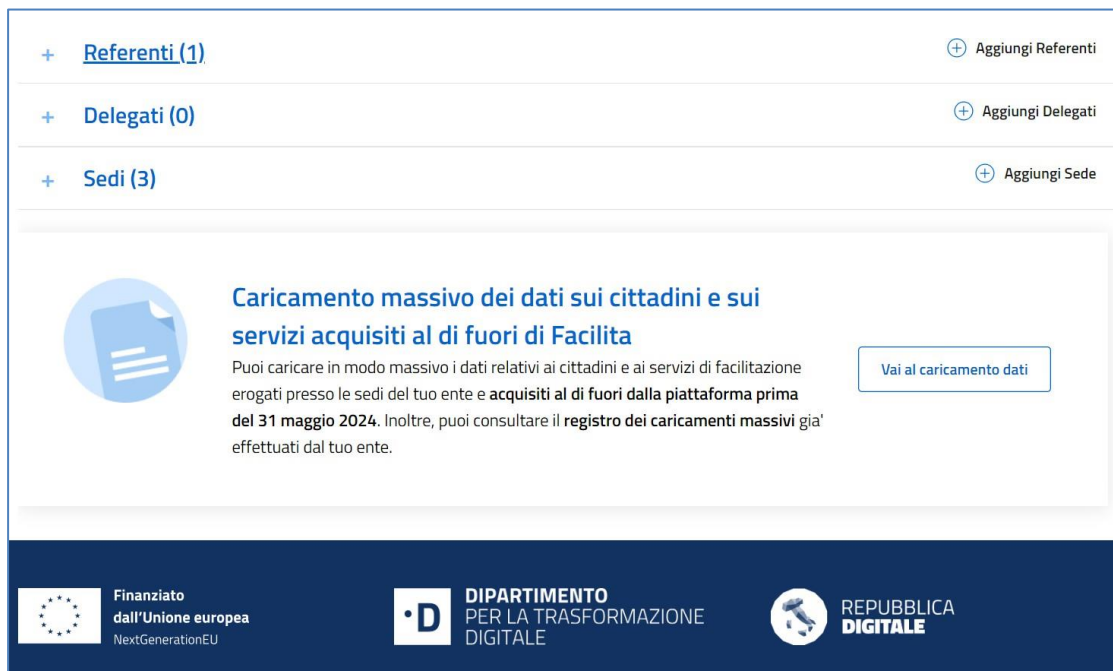 + Referenti (1) Aggiungi Referenti
+ Delegati (0) Aggiungi Delegati
+ Sedi (3) Aggiungi Sede
Caricamento massivo dei dati sui cittadini e sui
servizi acquisiti al di fuori di Facilita
Puoi caricare in modo massivo i dati relativi ai cittadini e ai servizi di facilitazione
erogati presso le sedi del tuo ente e acquisiti al di fuori dalla piattaforma prima
del 31 maggio 2024. Inoltre, puoi consultare il registro dei caricamenti massivi gia'
effettuati dal tuo ente.
Vai al caricamento dati
Finanziato
dall'Unione europea
NextGenerationEU
·D
DIPARTIMENTO
PER LA TRASFORMAZIONE
DIGITALE
REPUBBLICA
DIGITALE